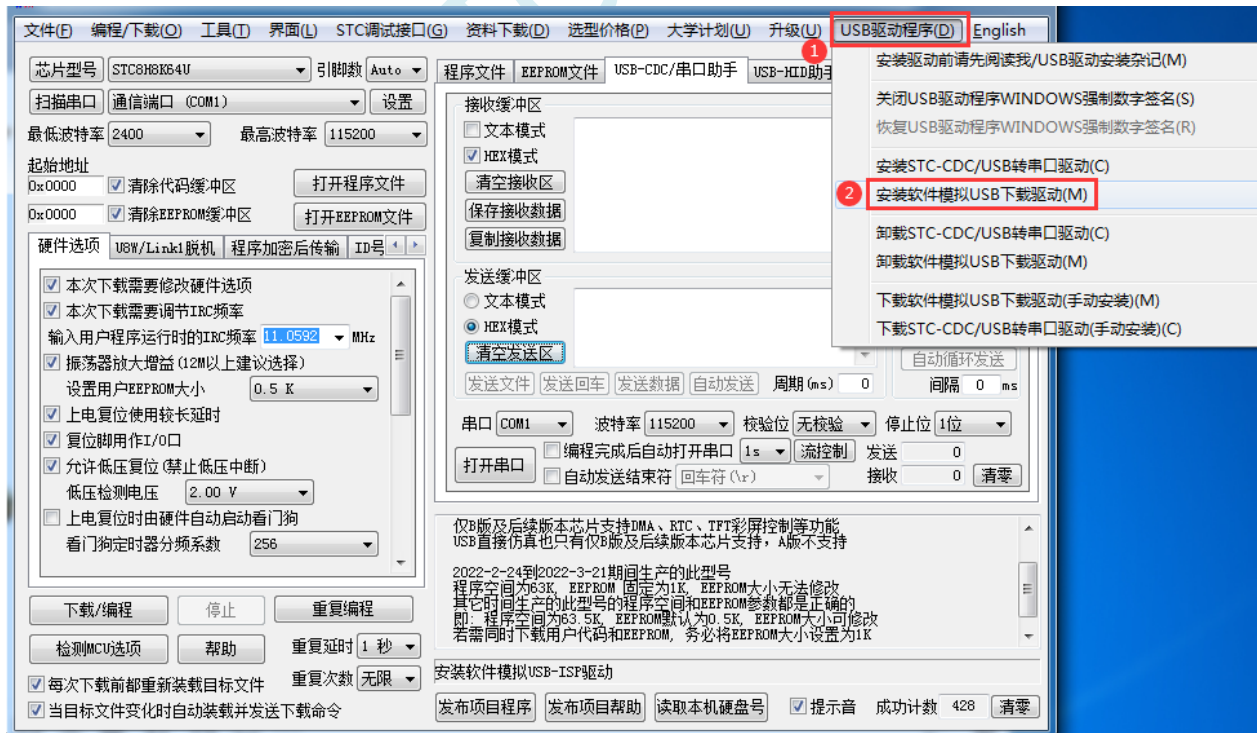 文件(F) 编程/下载(O) 工具(T) 界面(L) STC调试接口(G) 资料下载(D) 选型价格(P) 大学计划(U) 升级(U) USB驱动程序(D) English
1
安装驱动前请先阅读我/USB驱动安装杂记(M)
关闭USB驱动程序WINDOWS强制数字签名(S)
恢复USB驱动程序WINDOWS强制数字签名(R)
安装STC-CDC/USB转串口驱动(C)
2 安装软件模拟USB下载驱动(M)
卸载STC-CDC/USB转串口驱动(C)
卸载软件模拟USB下载驱动(M)
下载软件模拟USB下载驱动(手动安装)(M)
下载STC-CDC/USB转串口驱动(手动安装)(C)
芯片型号 STC8H8K64U 引脚数 Auto
扫描串口 通信端口 (COM1) 设置
最低波特率 2400 最高波特率 115200
起始地址
0x0000 清除代码缓冲区 打开程序文件
0x0000 清除EEPROM缓冲区 打开EEPROM文件
硬件选项 U8W/Link1脱机 程序加密后传输 ID号
本次下载需要修改硬件选项
本次下载需要调节IRC频率
输入用户程序运行时的IRC频率 11.0592 MHz
振荡器放大增益(12M以上建议选择)
设置用户EEPROM大小 0.5 K
上电复位使用较长延时
复位脚用作I/O口
允许低压复位(禁止低压中断)
低压检测电压 2.00 V
上电复位时由硬件自动启动看门狗
看门狗定时器分频系数 256
下载/编程 停止 重复编程
检测MCU选项 帮助 重复延时 1 秒
每次下载前都重新装载目标文件 重复次数 无限
当目标文件变化时自动装载并发送下载命令
程序文件 EEPROM文件 USB-CDC/串口助手 USB-HID助手
接收缓冲区
文本模式
HEX模式
清空接收区
保存接收数据
复制接收数据
发送缓冲区
文本模式
HEX模式
清空发送区 自动循环发送
发送文件 发送回车 发送数据 自动发送 周期(ms) 0 间隔 0 ms
串口 COM1 波特率 115200 校验位 无校验 停止位 1位
打开串口 编程完成后自动打开串口 1s 流控制 发送 0
自动发送结束符 回车符(\r) 接收 0 清零
仅B版及后续版本芯片支持DMA、RTC、TFT彩屏控制等功能
USB直接仿真也只有仅B版及后续版本芯片支持，A版不支持
2022-2-24到2022-3-21期间生产的此型号
程序空间为63K, EEPROM 固定为1K, EEPROM大小无法修改
其它时间生产的此型号的程序空间和EEPROM参数都是正确的
即: 程序空间为63.5K, EEPROM默认为0.5K, EEPROM大小可修改
若需同时下载用户代码和EEPROM, 务必将EEPROM大小设置为1K
安装软件模拟USB-ISP驱动
发布项目程序 发布项目帮助 读取本机硬盘号 提示音 成功计数 428 清零